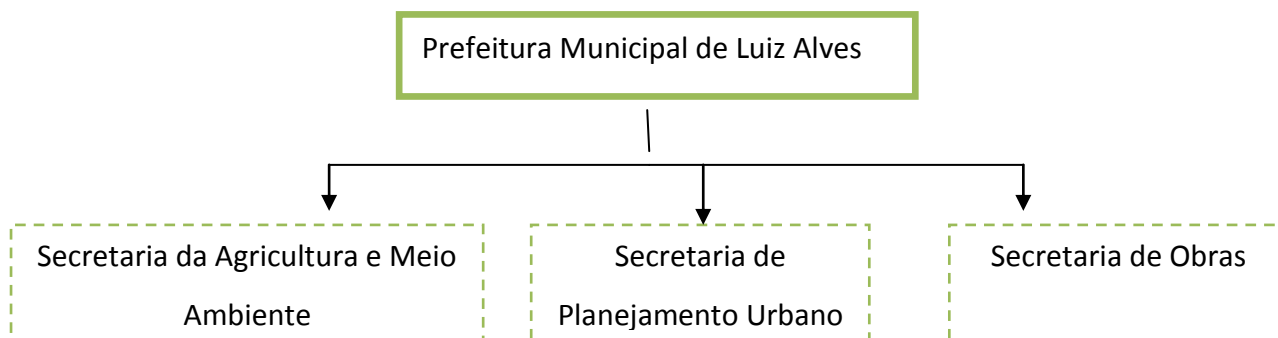 Prefeitura Municipal de Luiz Alves
Secretaria da Agricultura e Meio
Ambiente
Secretaria de
Planejamento Urbano
Secretaria de Obras